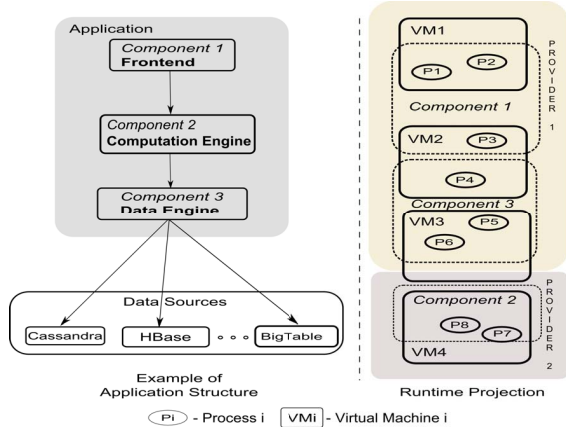 Application
Component 1
Frontend
Component 2
Computation Engine
Component 3
Data Engine
Data Sources
Cassandra
HBase
BigTable
Example of
Application Structure
VM1
P1
P2
Component 1
VM2
P3
P4
Component 3
VM3
P5
P6
PROVIDER 1
Component 2
P8
P7
VM4
PROVIDER 2
Runtime Projection
Pi - Process i
VMi - Virtual Machine i